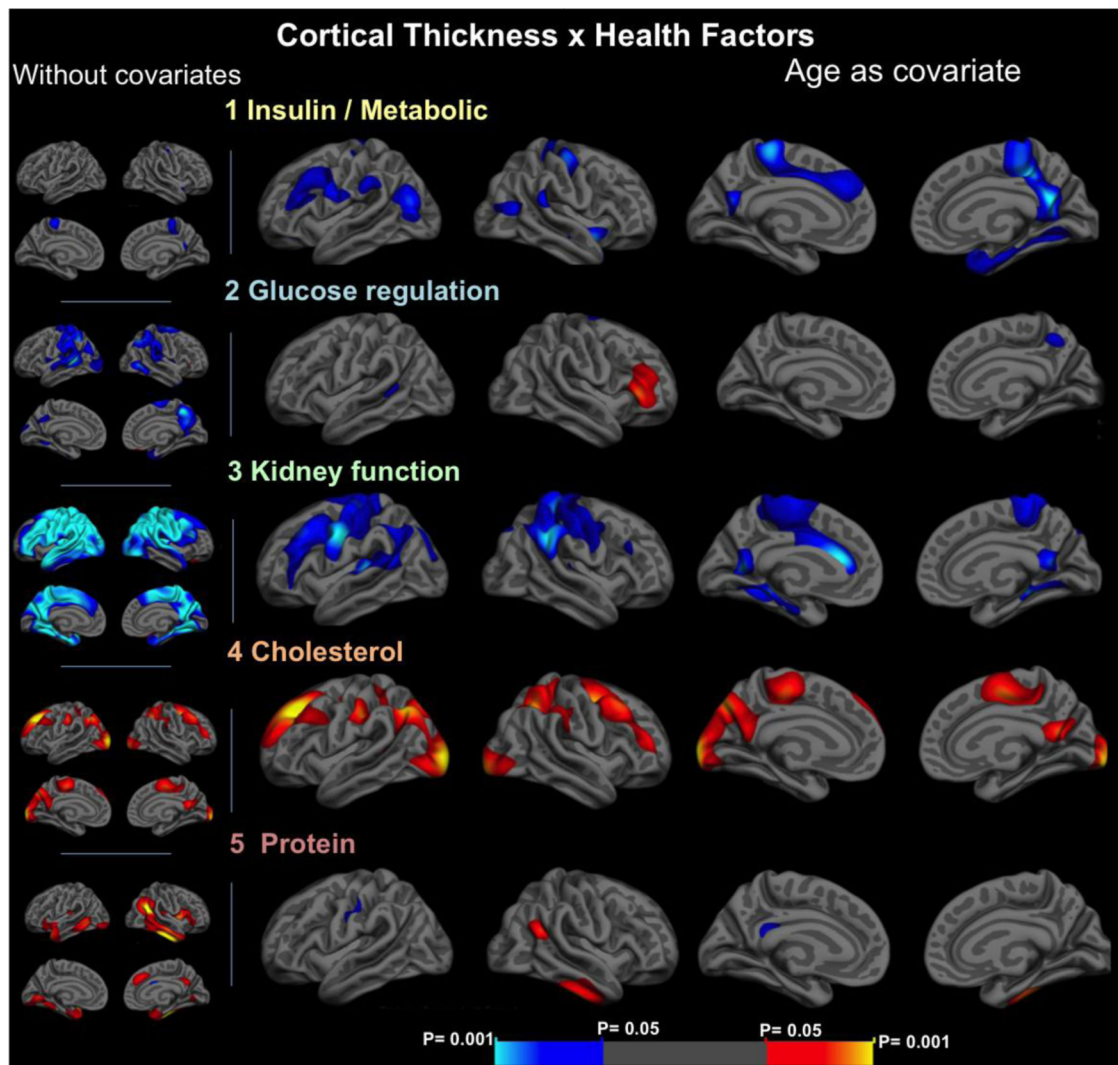 Cortical Thickness x Health Factors
Without covariates
Age as covariate
1 Insulin / Metabolic
2 Glucose regulation
3 Kidney function
4 Cholesterol
5 Protein
P= 0.001
P= 0.05
P= 0.05
P= 0.001